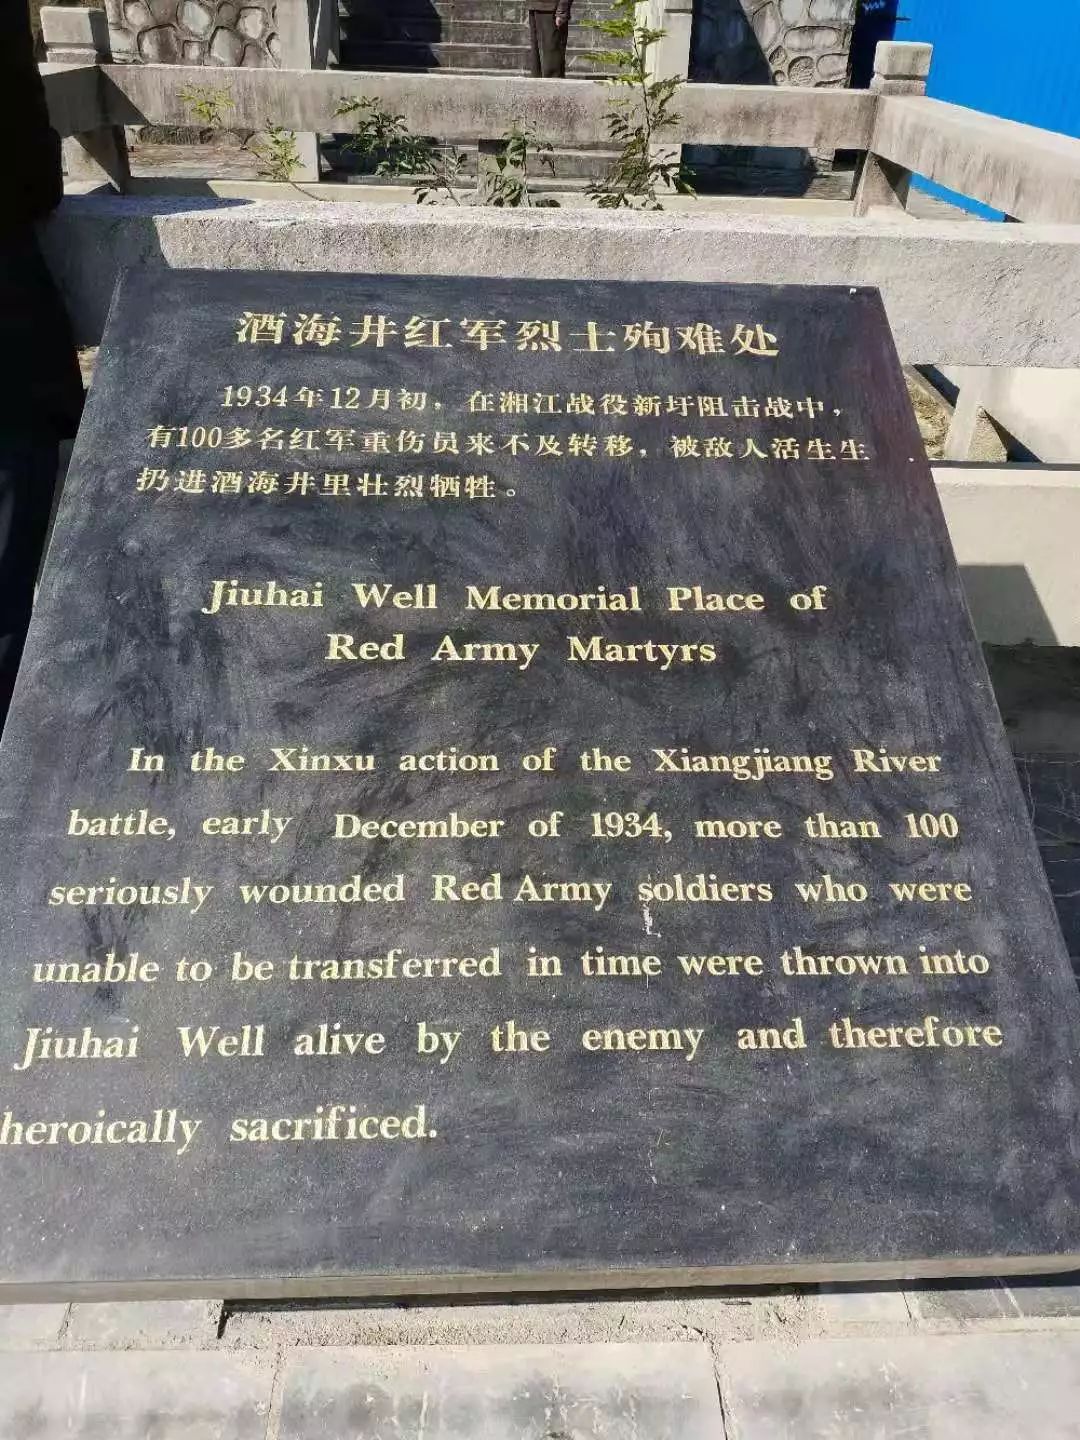 酒海井红军烈士殉难处
1934年12月初，在湘江战役新圩阻击战中，
有100多名红军重伤员来不及转移，被敌人活生生
扔进酒海井里壮烈牺牲。
Jiuhai Well Memorial Place of
Red Army Martyrs
In the Xinxu action of the Xiangjiang River
battle, early December of 1934, more than 100
seriously wounded Red Army soldiers who were
unable to be transferred in time were thrown into
Jiuhai Well alive by the enemy and therefore
heroically sacrificed.